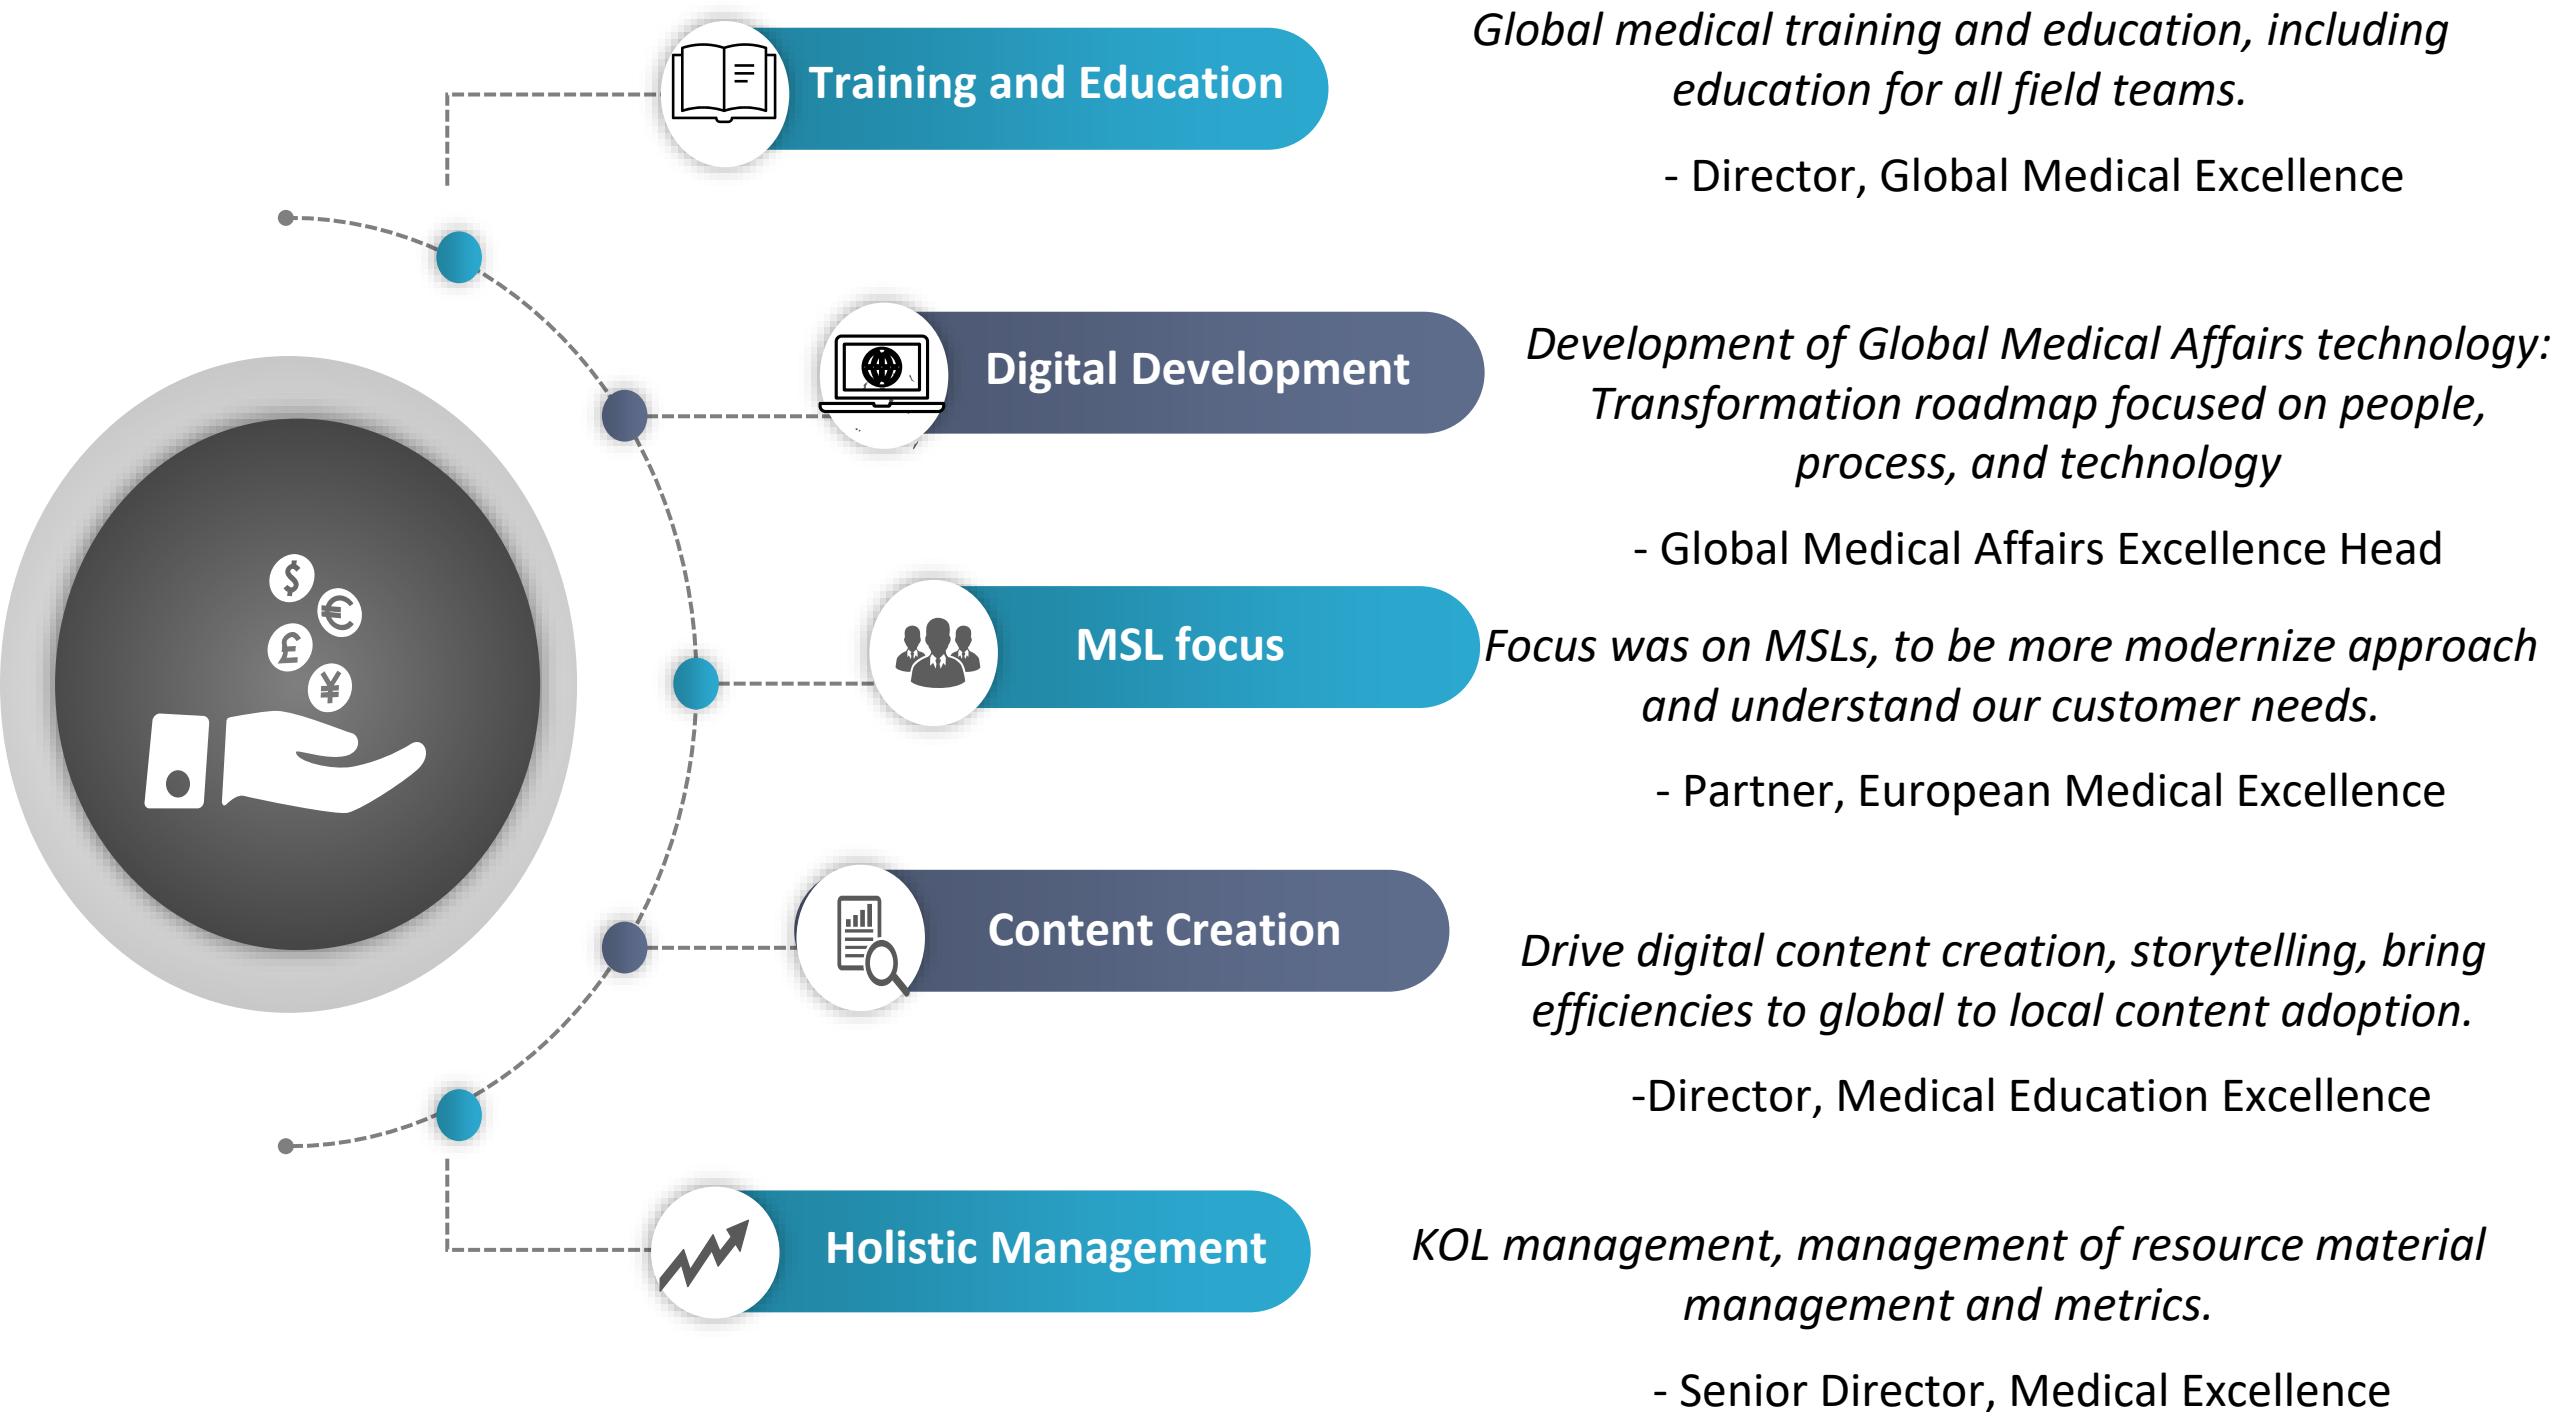 Training and Education
Global medical training and education, including
education for all field teams.
- Director, Global Medical Excellence
Digital Development
Development of Global Medical Affairs technology:
Transformation roadmap focused on people,
process, and technology
- Global Medical Affairs Excellence Head
MSL focus
Focus was on MSLs, to be more modernize approach
and understand our customer needs.
- Partner, European Medical Excellence
Content Creation
Drive digital content creation, storytelling, bring
efficiencies to global to local content adoption.
-Director, Medical Education Excellence
Holistic Management
KOL management, management of resource material
management and metrics.
- Senior Director, Medical Excellence
$
€
£
¥